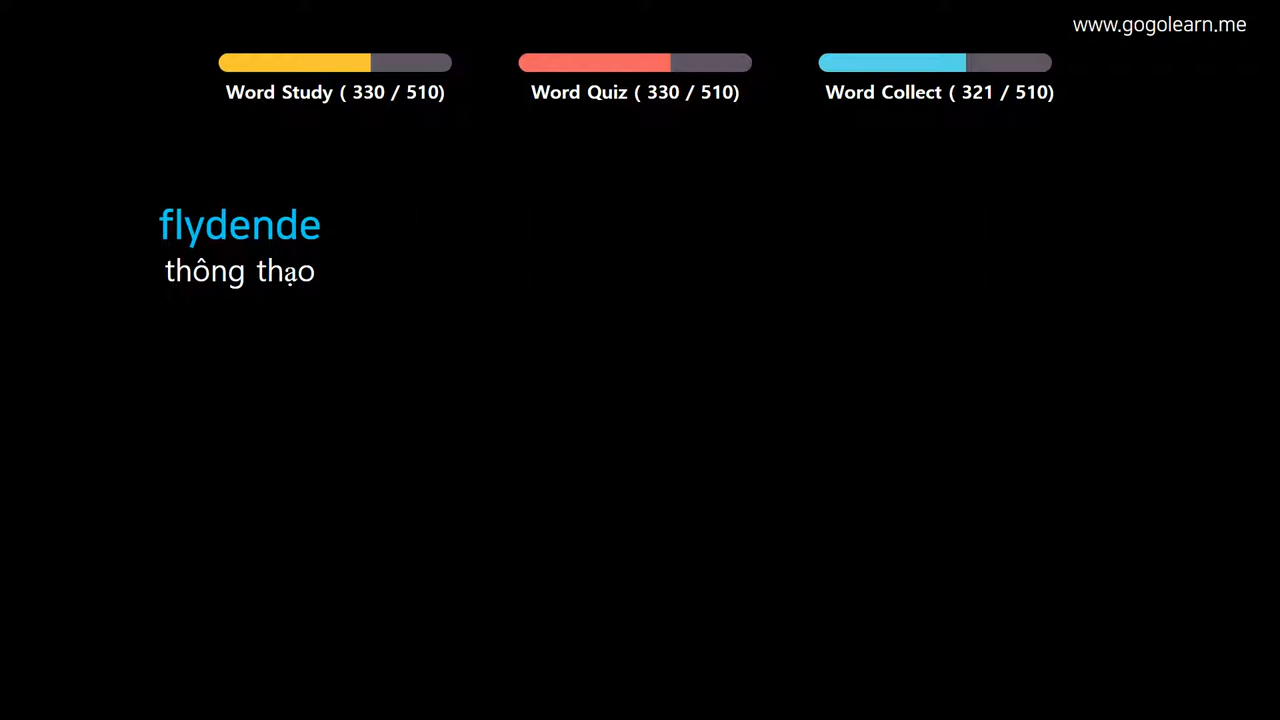 www.gogolearn.me
Word Study ( 330 / 510)
Word Quiz ( 330 / 510)
Word Collect ( 321 / 510)
flydende
thông thạo